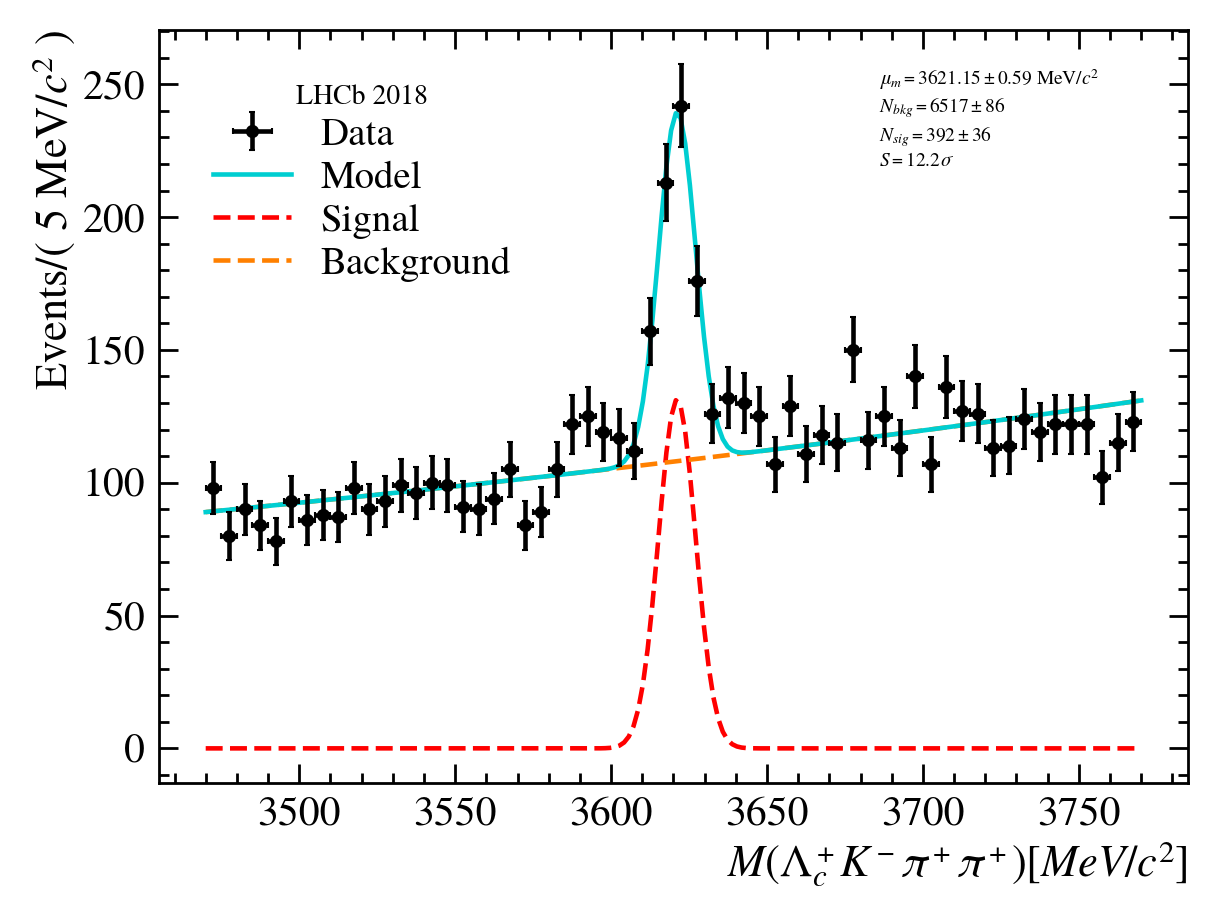 Events/( 5 MeV/c² )
250
200
150
100
50
0
LHCb 2018
Data
Model
Signal
Background
μₘ = 3621.15 ± 0.59 MeV/c²
N_bkg = 6517 ± 86
N_sig = 392 ± 36
S = 12.2σ
3500 3550 3600 3650 3700 3750
M(Λ_c⁺K⁻π⁺π⁺)[MeV/c²]